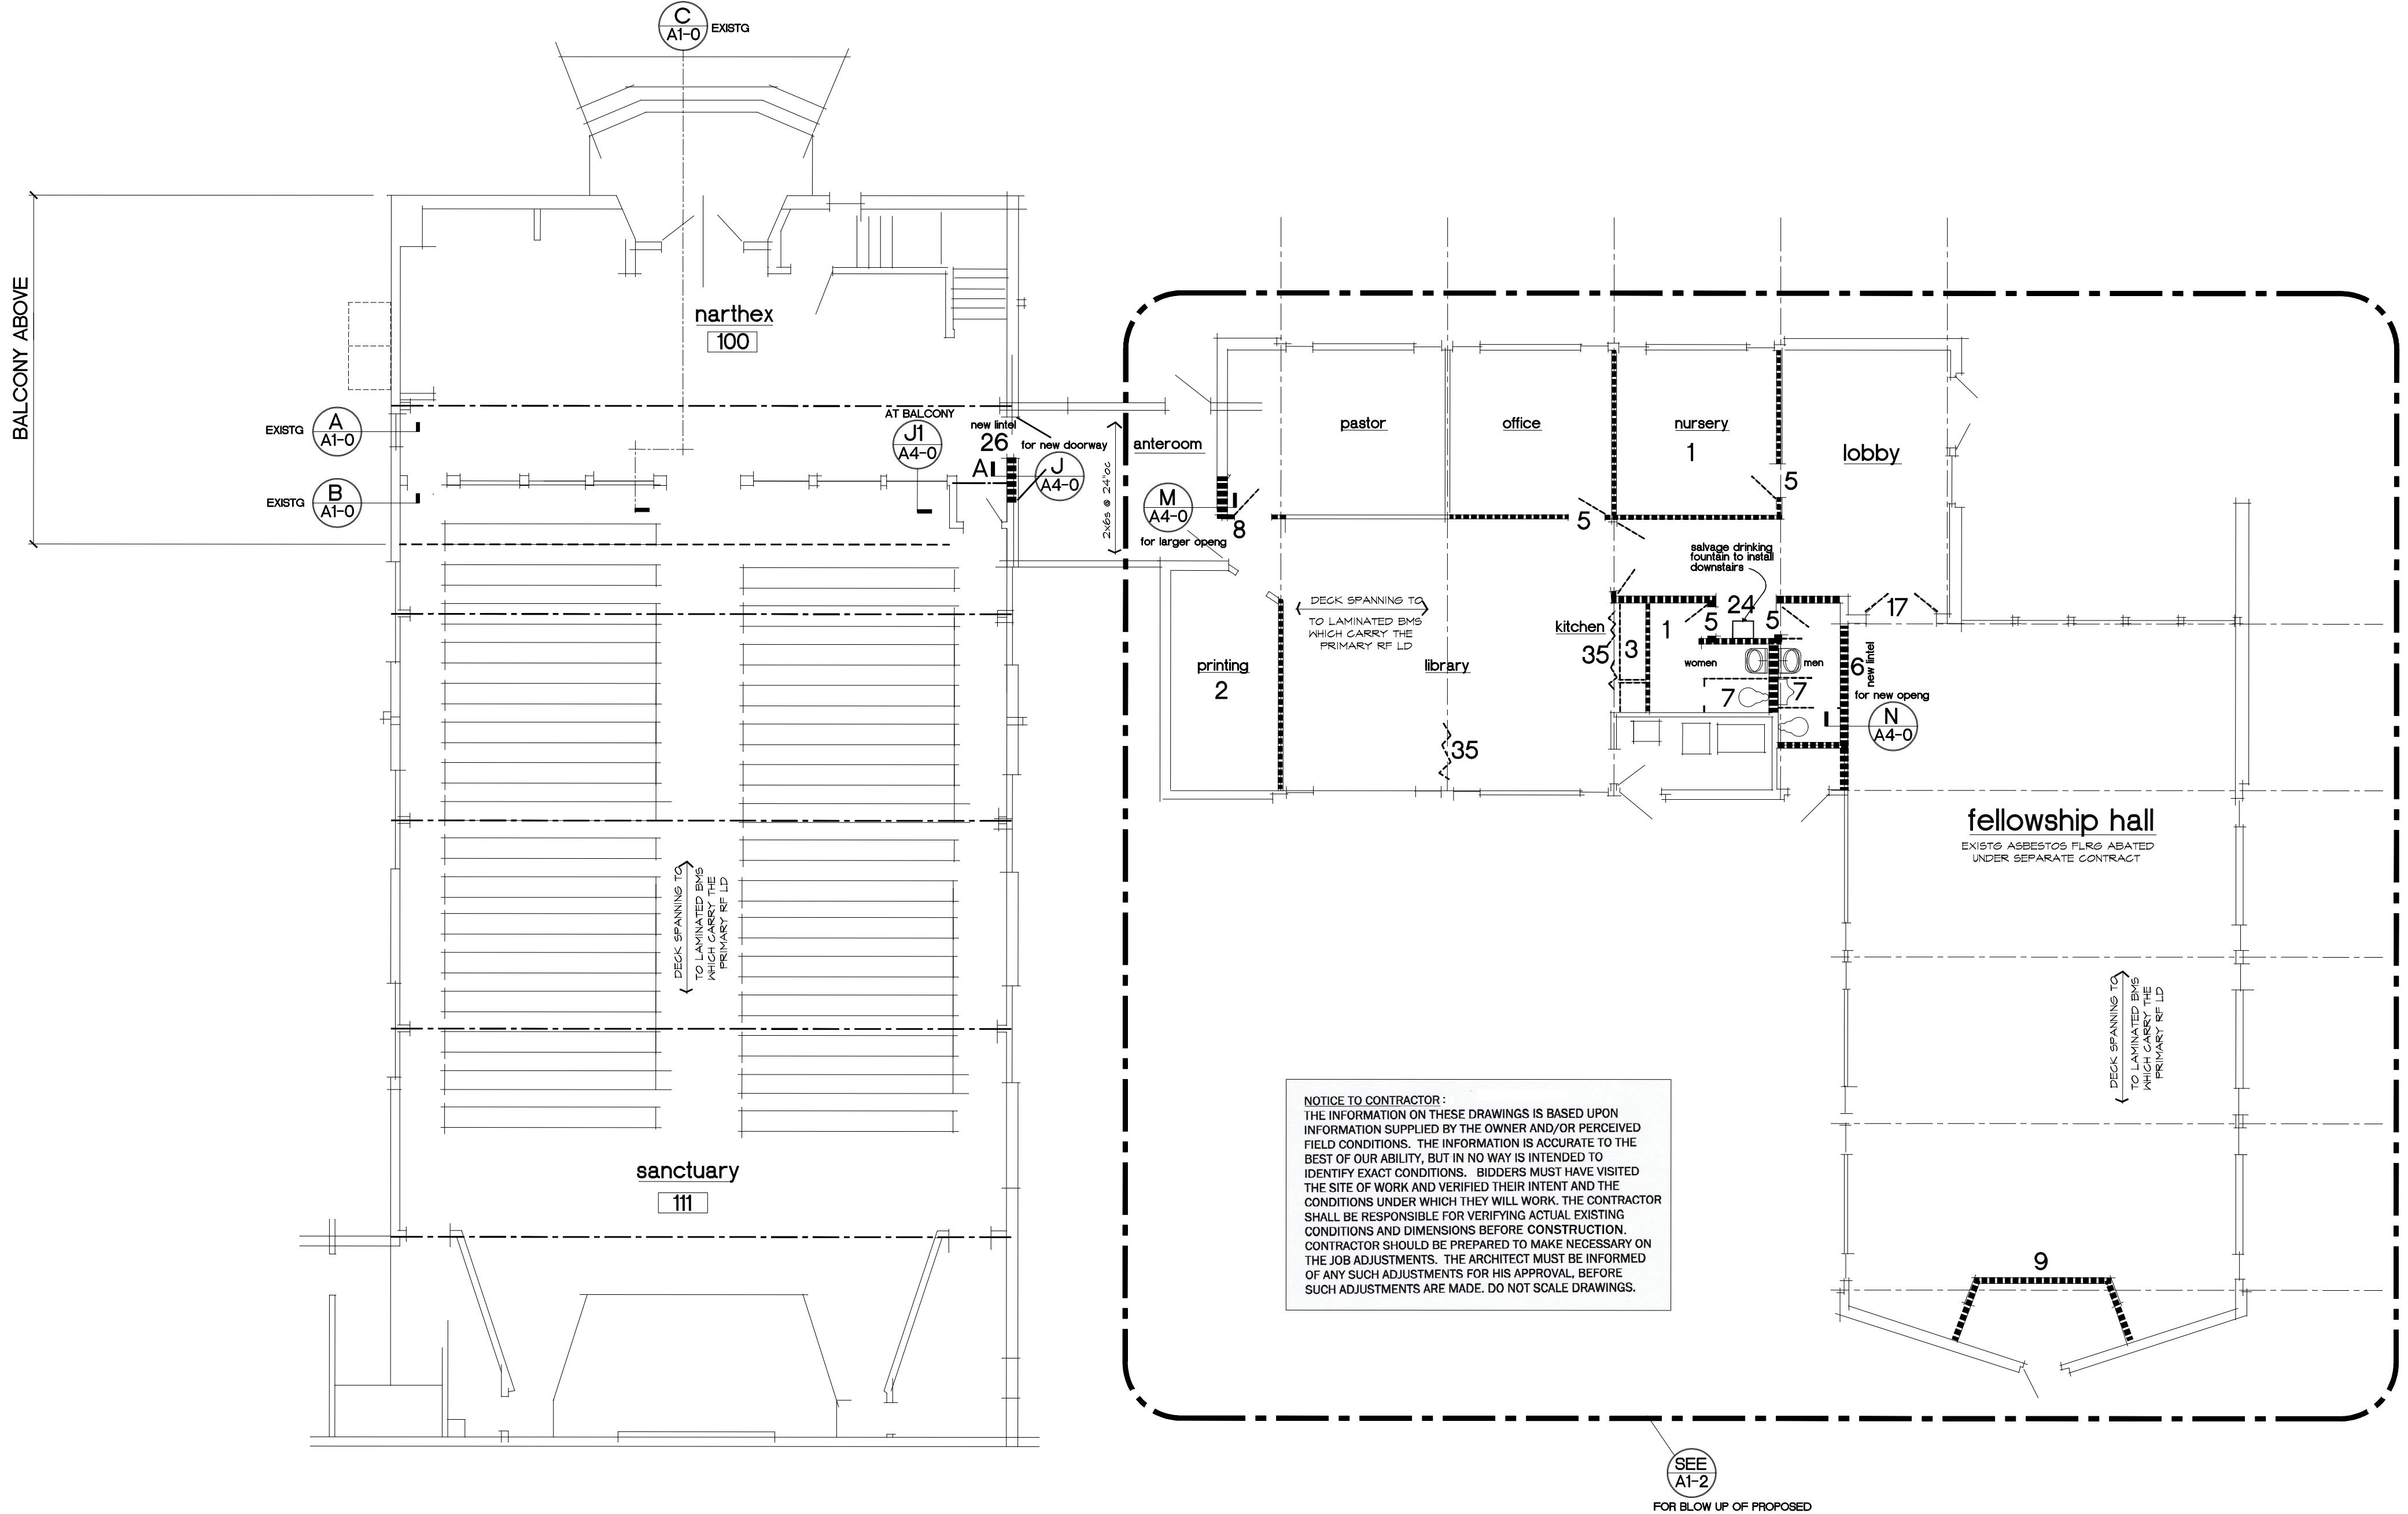 C
A1-0
EXISTG
BALCONY ABOVE
narthex
100
A
A1-0
EXISTG
B
A1-0
EXISTG
AT BALCONY
J1
A4-0
new lintel
26
for new doorway
A
J
A4-0
2x6s @ 24"oc
anteroom
M
A4-0
for larger openg
8
pastor
office
nursery
1
lobby
5
5
salvage drinking
fountain to install
downstairs
DECK SPANNING TO
TO LAMINATED BMS
WHICH CARRY THE
PRIMARY RF LD
kitchen
35
3
1
5
24
5
17
women
men
6
new lintel
for new openg
7
7
N
A4-0
printing
2
library
35
fellowship hall
EXISTG ASBESTOS FLRG ABATED
UNDER SEPARATE CONTRACT
DECK SPANNING TO
TO LAMINATED BMS
WHICH CARRY THE
PRIMARY RF LD
DECK SPANNING TO
TO LAMINATED BMS
WHICH CARRY THE
PRIMARY RF LD
sanctuary
111
NOTICE TO CONTRACTOR :
THE INFORMATION ON THESE DRAWINGS IS BASED UPON
INFORMATION SUPPLIED BY THE OWNER AND/OR PERCEIVED
FIELD CONDITIONS. THE INFORMATION IS ACCURATE TO THE
BEST OF OUR ABILITY, BUT IN NO WAY IS INTENDED TO
IDENTIFY EXACT CONDITIONS. BIDDERS MUST HAVE VISITED
THE SITE OF WORK AND VERIFIED THEIR INTENT AND THE
CONDITIONS UNDER WHICH THEY WILL WORK. THE CONTRACTOR
SHALL BE RESPONSIBLE FOR VERIFYING ACTUAL EXISTING
CONDITIONS AND DIMENSIONS BEFORE CONSTRUCTION.
CONTRACTOR SHOULD BE PREPARED TO MAKE NECESSARY ON
THE JOB ADJUSTMENTS. THE ARCHITECT MUST BE INFORMED
OF ANY SUCH ADJUSTMENTS FOR HIS APPROVAL, BEFORE
SUCH ADJUSTMENTS ARE MADE. DO NOT SCALE DRAWINGS.
9
SEE
A1-2
FOR BLOW UP OF PROPOSED